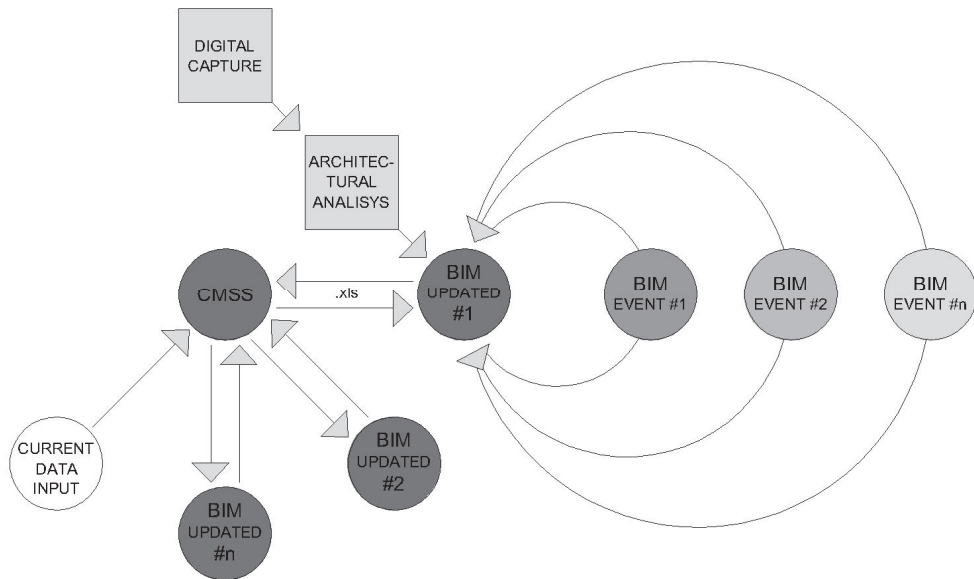 DIGITAL
CAPTURE
ARCHITEC-
TURAL
ANALISYS
CMSS
.xls
BIM
UPDATED
#1
BIM
EVENT #1
BIM
EVENT #2
BIM
EVENT #n
CURRENT
DATA
INPUT
BIM
UPDATED
#2
BIM
UPDATED
#n